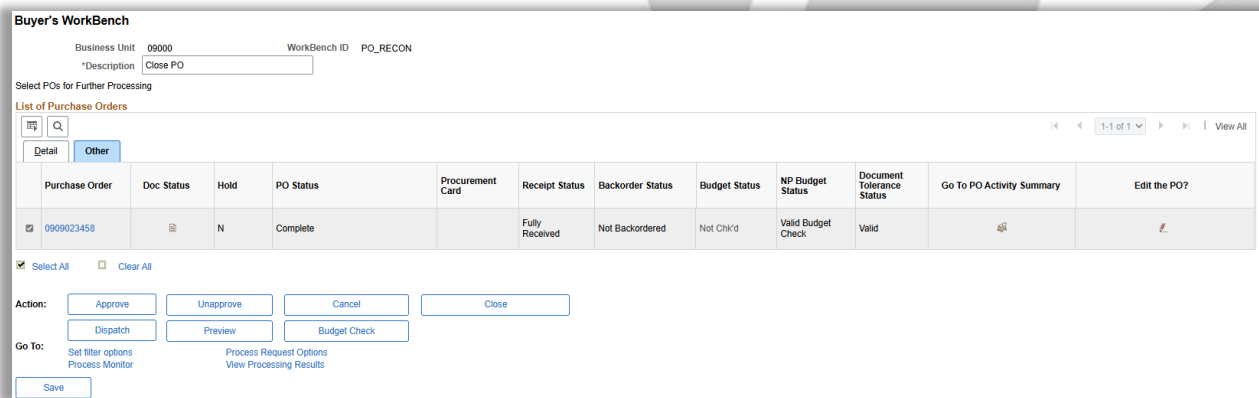 Buyer's WorkBench
Business Unit 09000 WorkBench ID PO_RECON
*Description Close PO
Select POs for Further Processing
List of Purchase Orders
1-1 of 1 View All
Detail Other
Purchase Order Doc Status Hold PO Status Procurement Card Receipt Status Backorder Status Budget Status NP Budget Status Document Tolerance Status Go To PO Activity Summary Edit the PO?
0909023458 N Complete Fully Received Not Backordered Not Chk'd Valid Budget Check Valid
Select All Clear All
Action: Approve Unapprove Cancel Close
Dispatch Preview Budget Check
Go To: Set filter options Process Request Options
Process Monitor View Processing Results
Save